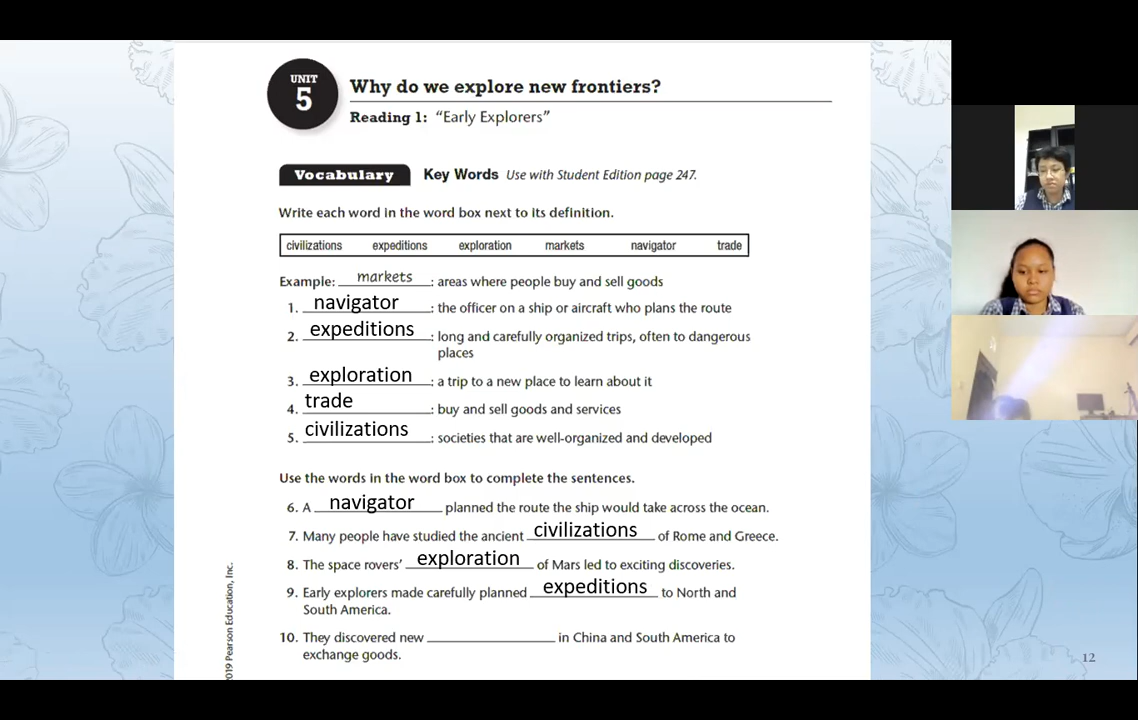 UNIT
5
Why do we explore new frontiers?
Reading 1: “Early Explorers”
Vocabulary Key Words Use with Student Edition page 247.
Write each word in the word box next to its definition.
civilizations expeditions exploration markets navigator trade
Example: markets : areas where people buy and sell goods
1. navigator : the officer on a ship or aircraft who plans the route
2. expeditions : long and carefully organized trips, often to dangerous
places
3. exploration : a trip to a new place to learn about it
4. trade : buy and sell goods and services
5. civilizations : societies that are well-organized and developed
Use the words in the word box to complete the sentences.
6. A navigator planned the route the ship would take across the ocean.
7. Many people have studied the ancient civilizations of Rome and Greece.
8. The space rovers’ exploration of Mars led to exciting discoveries.
9. Early explorers made carefully planned expeditions to North and
South America.
10. They discovered new ____________ in China and South America to
exchange goods.
2019 Pearson Education, Inc.
12